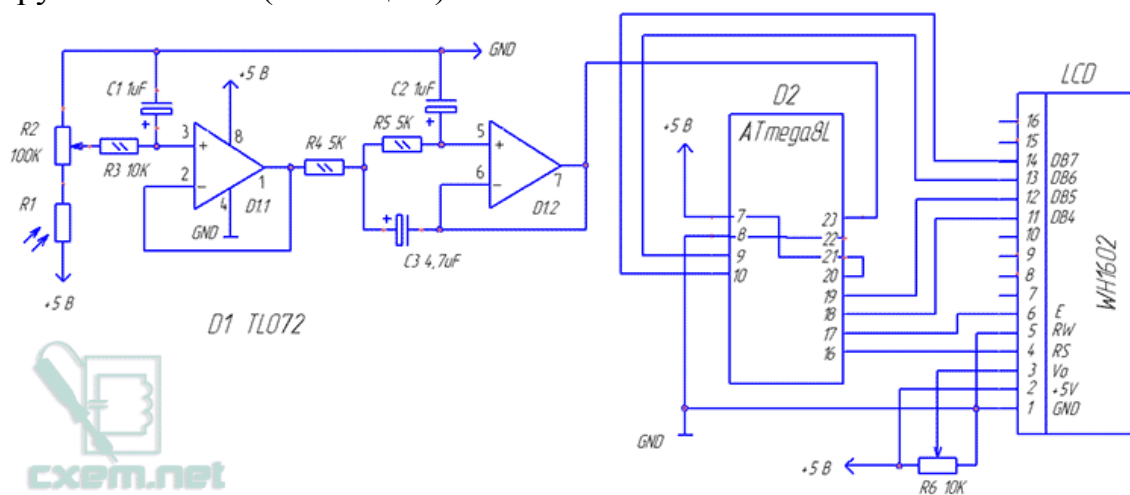 GND
+5 В
C1 1uF
C2 1uF
R2
100K
R3 10K
R1
+5 В
3
+
2
−
8
1
4
D1.1
GND
R4 5K
R5 5K
C3 4,7uF
5
+
6
−
7
D1.2
D1 TL072
cxem.net
D2
ATmega8L
+5 В
7
8
9
10
23
22
21
20
19
18
17
16
GND
LCD
WH1602
16
15
14 DB7
13 DB6
12 DB5
11 DB4
10
9
8
7
6 E
5 RW
4 RS
3 Vo
2 +5V
1 GND
+5 В
R6 10K